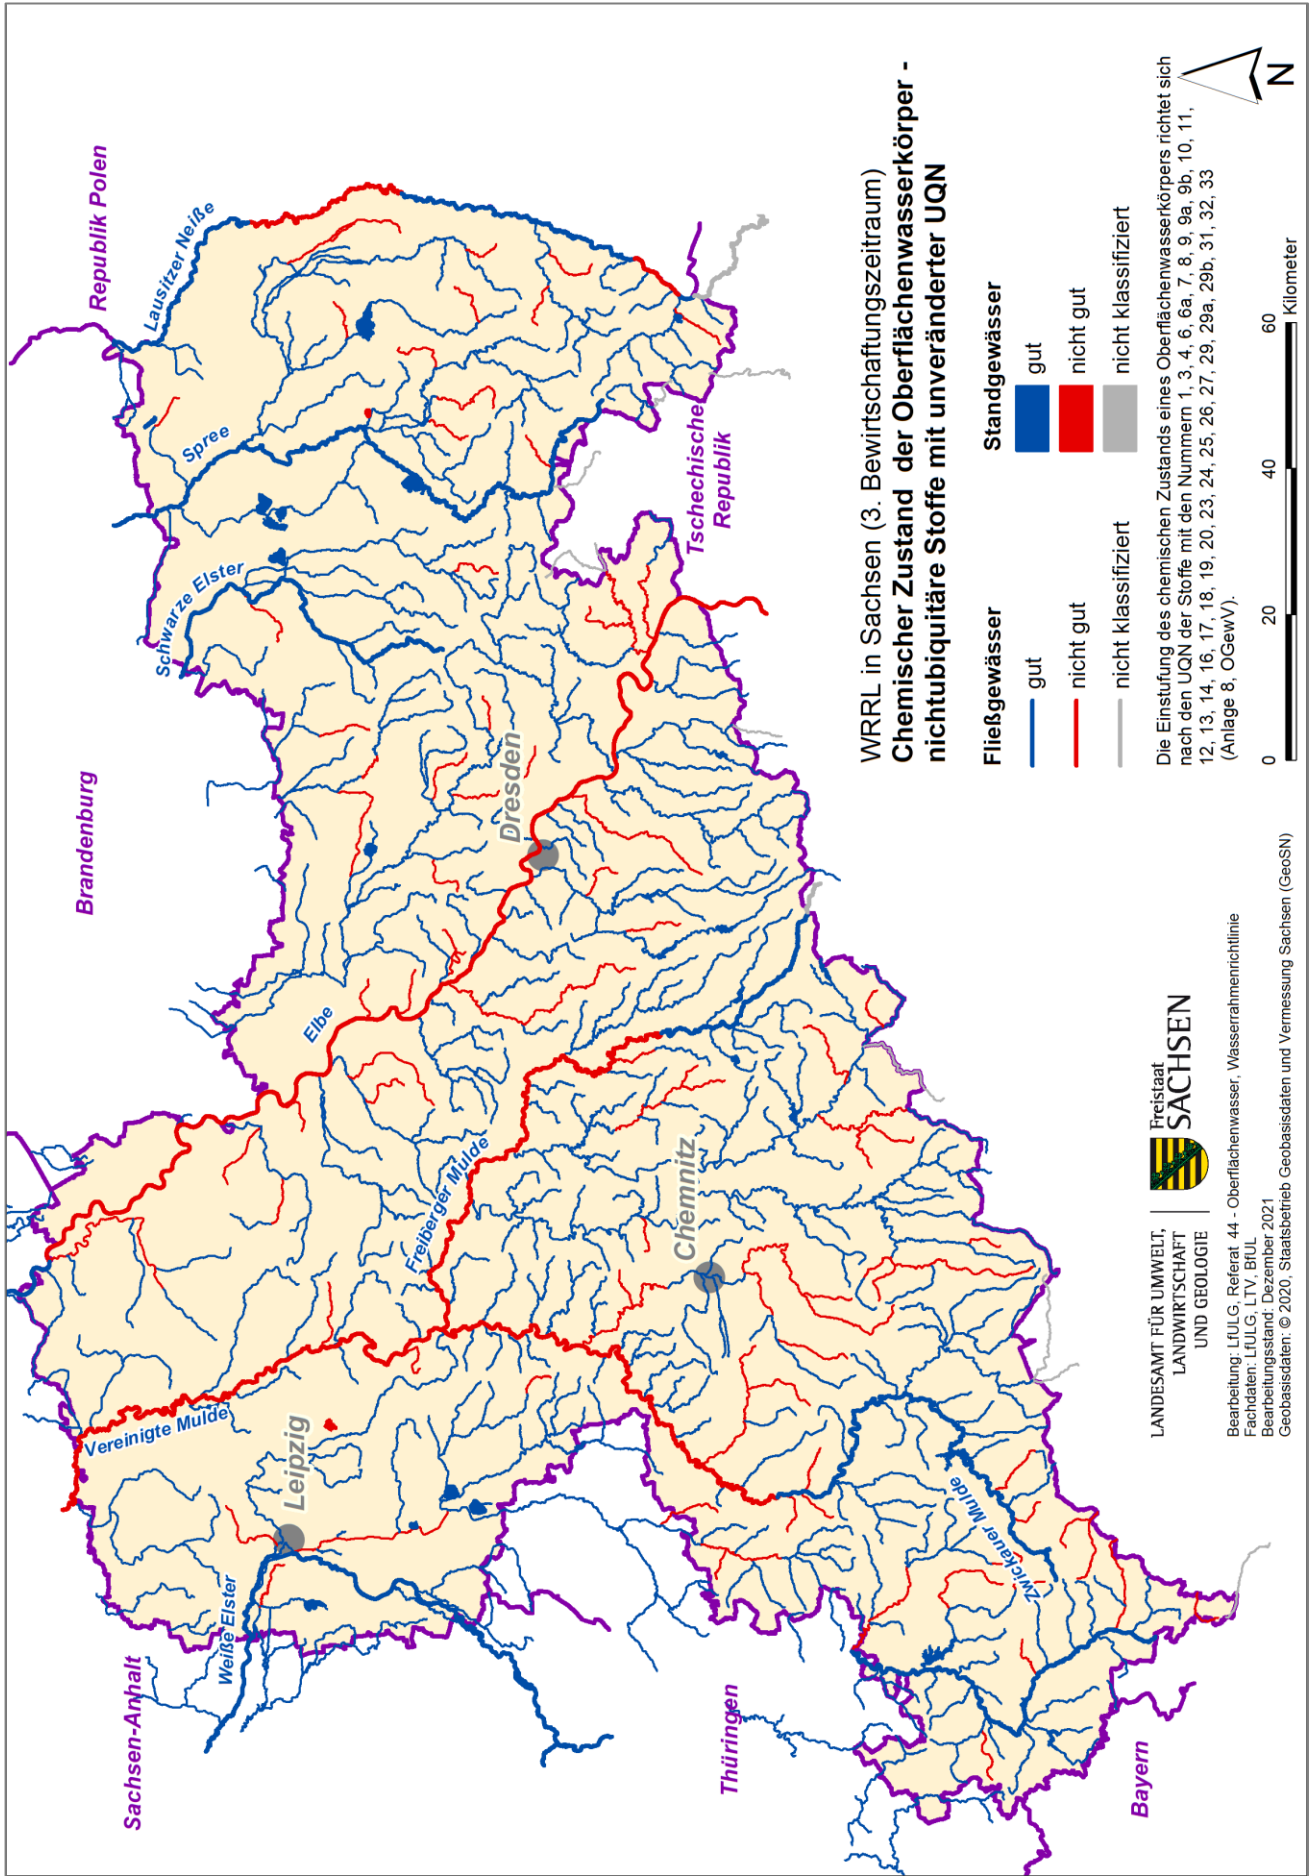 Republik Polen
Lausitzer Neiße
Spree
Schwarze Elster
Brandenburg
Tschechische
Republik
Dresden
Elbe
Freiberger Mulde
Chemnitz
Vereinigte Mulde
Leipzig
Weiße Elster
Zwickauer Mulde
Sachsen-Anhalt
Thüringen
Bayern
WRRL in Sachsen (3. Bewirtschaftungszeitraum)
Chemischer Zustand der Oberflächenwasserkörper -
nichtubiquitäre Stoffe mit unveränderter UQN
Fließgewässer
gut
nicht gut
nicht klassifiziert
Standgewässer
gut
nicht gut
nicht klassifiziert
Die Einstufung des chemischen Zustands eines Oberflächenwasserkörpers richtet sich
nach den UQN der Stoffe mit den Nummern 1, 3, 4, 6, 6a, 7, 8, 9, 9a, 9b, 10, 11,
12, 13, 14, 16, 17, 18, 19, 20, 23, 24, 25, 26, 27, 29, 29a, 29b, 31, 32, 33
(Anlage 8, OGewV).
0 20 40 60
Kilometer
N
LANDESAMT FÜR UMWELT,
LANDWIRTSCHAFT
UND GEOLOGIE
Freistaat
SACHSEN
Bearbeitung: LfULG, Referat 44 - Oberflächenwasser, Wasserrahmenrichtlinie
Fachdaten: LfULG, LTV, BfUL
Bearbeitungsstand: Dezember 2021
Geobasisdaten: © 2020, Staatsbetrieb Geobasisdaten und Vermessung Sachsen (GeoSN)